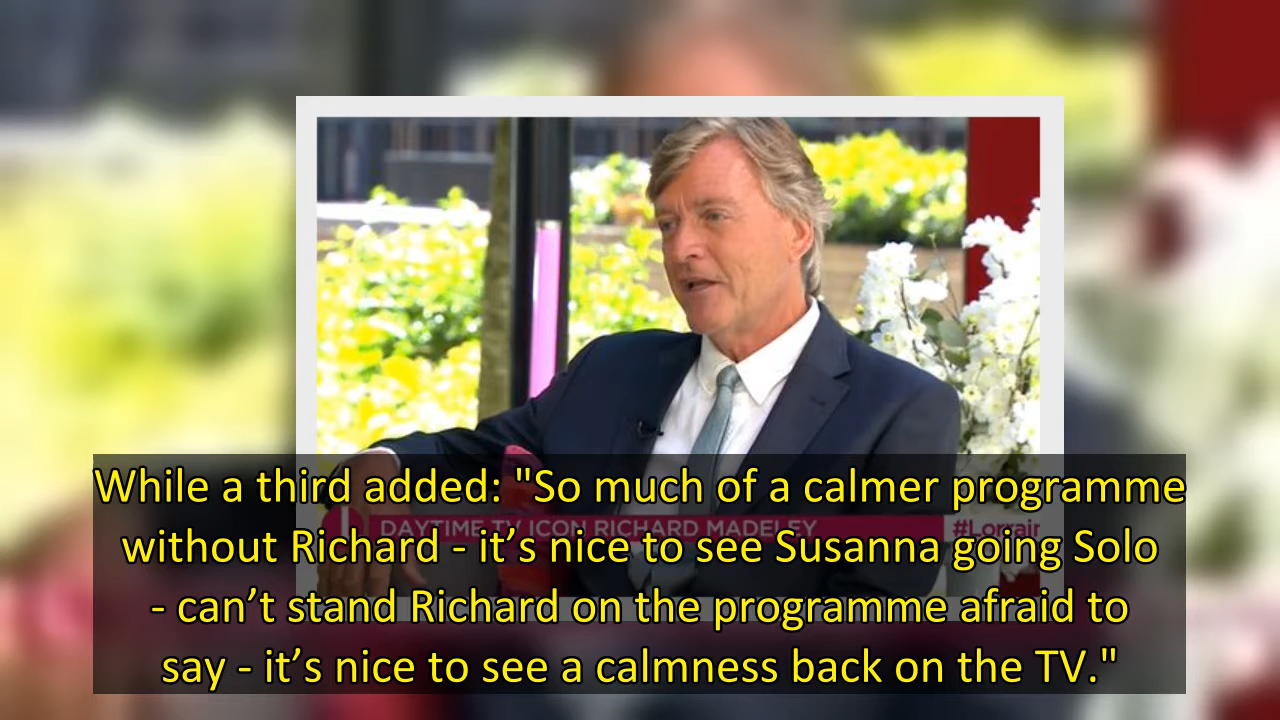 While a third added: "So much of a calmer programme
DAYTIME TV ICON RICHARD MADELEY
#Lorrain
without Richard - it’s nice to see Susanna going Solo
- can’t stand Richard on the programme afraid to
say - it’s nice to see a calmness back on the TV."